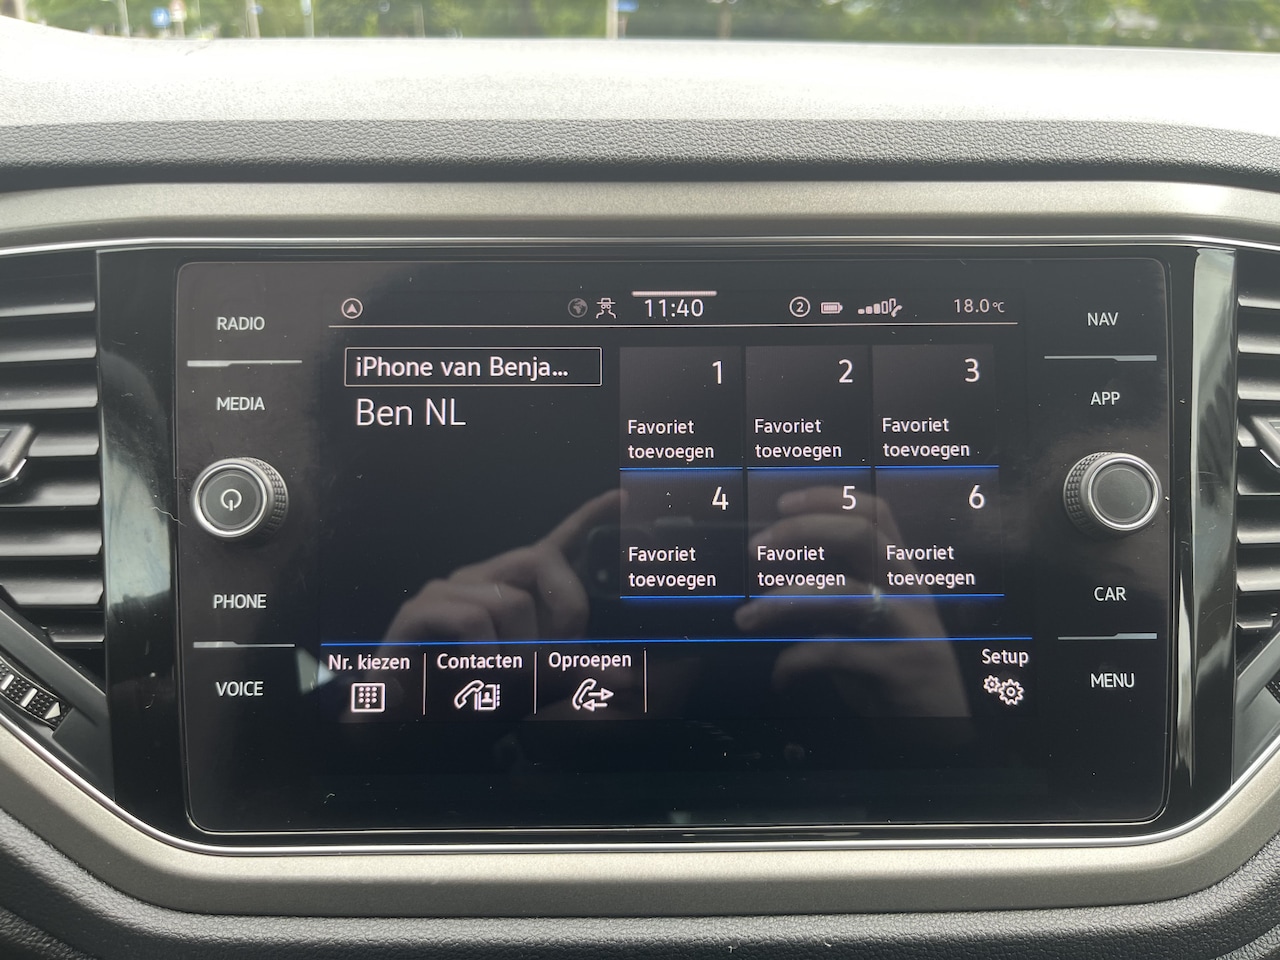 RADIO
MEDIA
PHONE
VOICE
11:40
2
18.0°C
iPhone van Benja...
Ben NL
1
Favoriet
toevoegen
2
Favoriet
toevoegen
3
Favoriet
toevoegen
4
Favoriet
toevoegen
5
Favoriet
toevoegen
6
Favoriet
toevoegen
Nr. kiezen
Contacten
Oproepen
Setup
NAV
APP
CAR
MENU